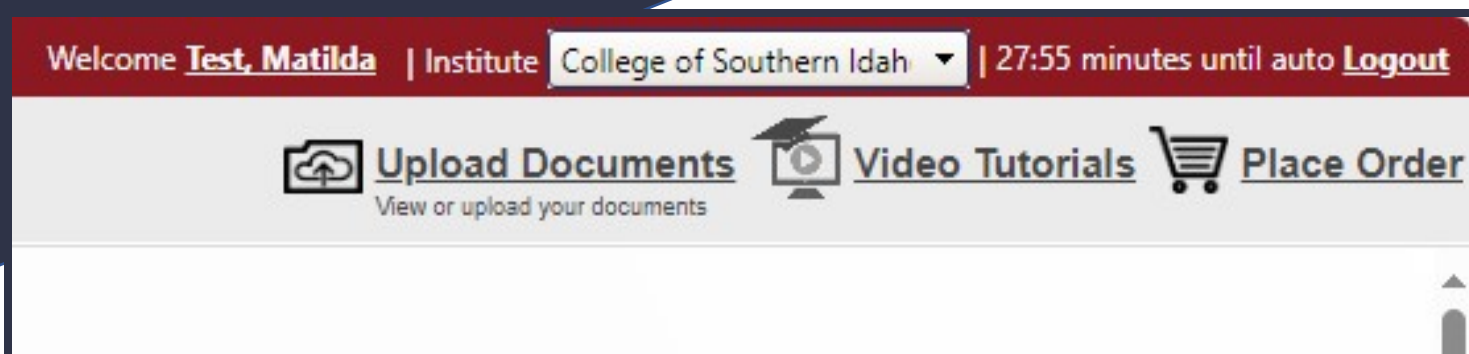 Welcome Test, Matilda | Institute College of Southern Idah | 27:55 minutes until auto Logout
Upload Documents Video Tutorials Place Order
View or upload your documents